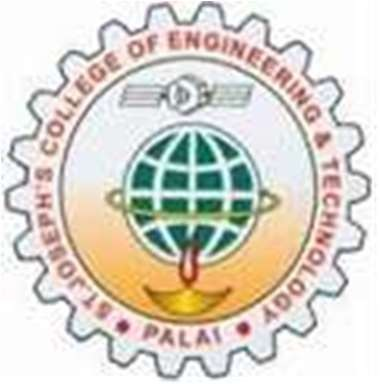 ST.JOSEPH'S COLLEGE OF ENGINEERING & TECHNOLOGY
PALAI